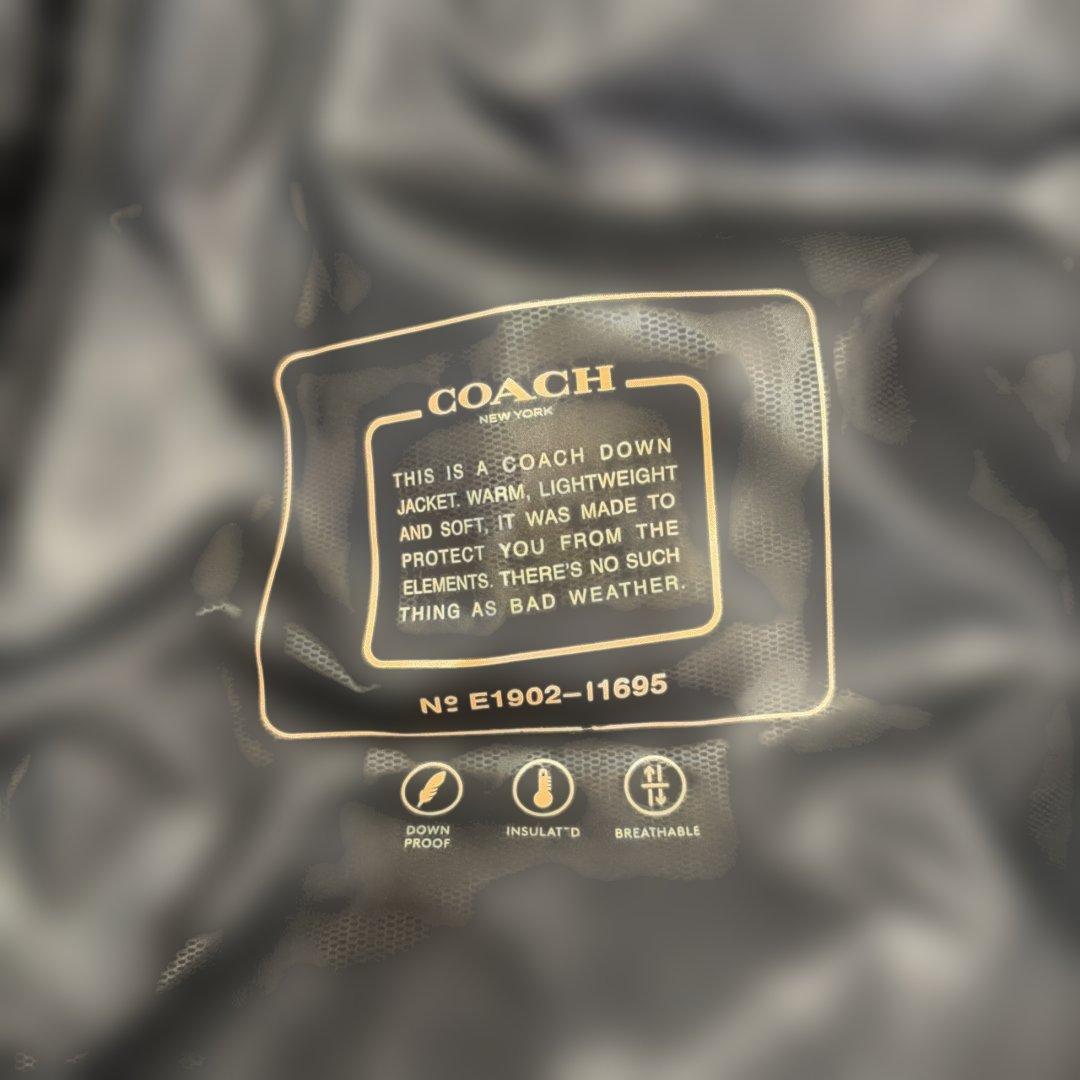 COACH
NEW YORK
THIS IS A COACH DOWN
JACKET. WARM, LIGHTWEIGHT
AND SOFT, IT WAS MADE TO
PROTECT YOU FROM THE
ELEMENTS. THERE'S NO SUCH
THING AS BAD WEATHER.
Nº E1902-I1695
DOWN PROOF
INSULATED
BREATHABLE